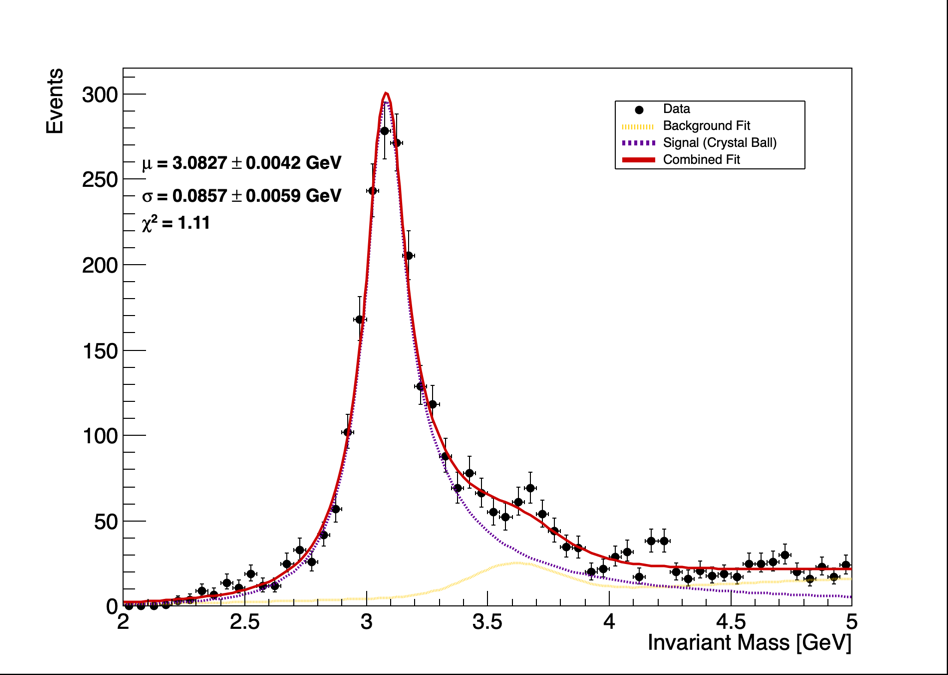 Events
300
250
200
150
100
50
0
μ = 3.0827 ± 0.0042 GeV
σ = 0.0857 ± 0.0059 GeV
χ² = 1.11
Data
Background Fit
Signal (Crystal Ball)
Combined Fit
2 2.5 3 3.5 4 4.5 5
Invariant Mass [GeV]